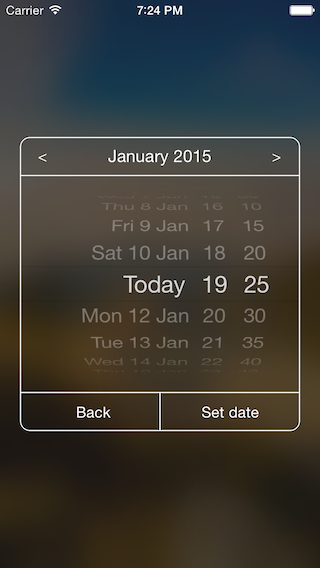 Carrier 7:24 PM
< January 2015 >
Thu 8 Jan 16 10
Fri 9 Jan 17 15
Sat 10 Jan 18 20
Today 19 25
Mon 12 Jan 20 30
Tue 13 Jan 21 35
Wed 14 Jan 22 40
Back Set date